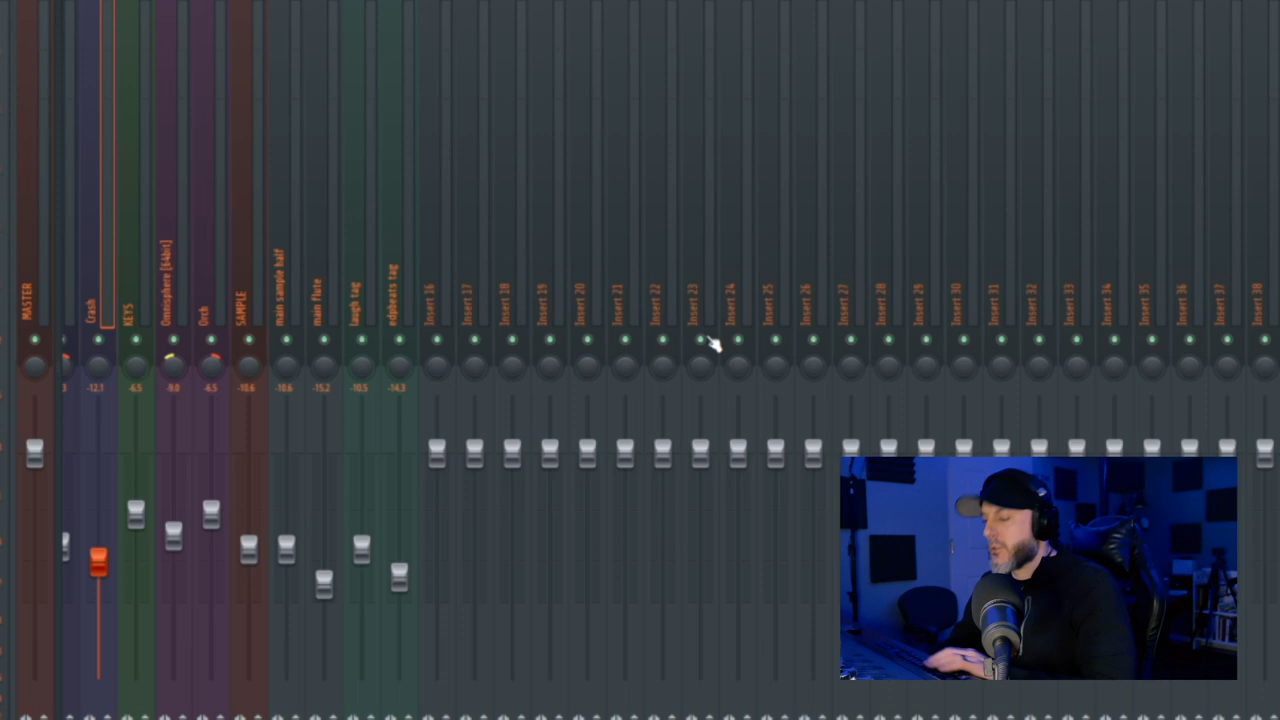 MASTER
Crash
KEYS
Omnisphere [64bit]
Orch
SAMPLE
main sample half
main flute
laugh tag
edpbeats tag
Insert 16
Insert 17
Insert 18
Insert 19
Insert 20
Insert 21
Insert 22
Insert 23
Insert 24
Insert 25
Insert 26
Insert 27
Insert 28
Insert 29
Insert 30
Insert 31
Insert 32
Insert 33
Insert 34
Insert 35
Insert 36
Insert 37
Insert 38
3
-12.1
-6.5
-9.0
-6.5
-10.6
-10.6
-15.2
-10.5
-14.3